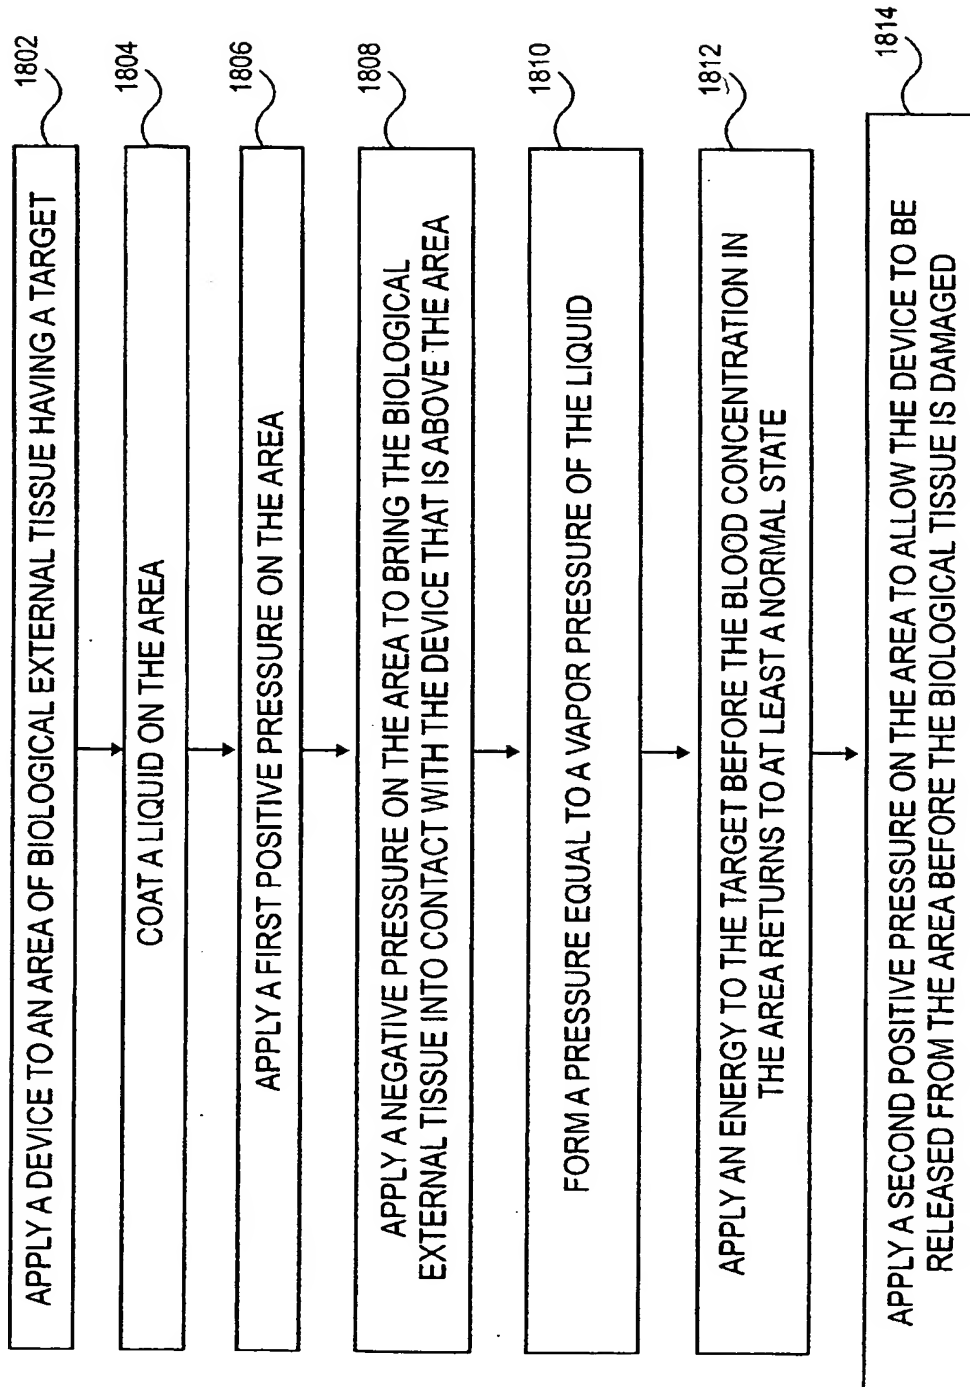 1802
APPLY A DEVICE TO AN AREA OF BIOLOGICAL EXTERNAL TISSUE HAVING A TARGET
1804
COAT A LIQUID ON THE AREA
1806
APPLY A FIRST POSITIVE PRESSURE ON THE AREA
1808
APPLY A NEGATIVE PRESSURE ON THE AREA TO BRING THE BIOLOGICAL
EXTERNAL TISSUE INTO CONTACT WITH THE DEVICE THAT IS ABOVE THE AREA
1810
FORM A PRESSURE EQUAL TO A VAPOR PRESSURE OF THE LIQUID
1812
APPLY AN ENERGY TO THE TARGET BEFORE THE BLOOD CONCENTRATION IN
THE AREA RETURNS TO AT LEAST A NORMAL STATE
1814
APPLY A SECOND POSITIVE PRESSURE ON THE AREA TO ALLOW THE DEVICE TO BE
RELEASED FROM THE AREA BEFORE THE BIOLOGICAL TISSUE IS DAMAGED